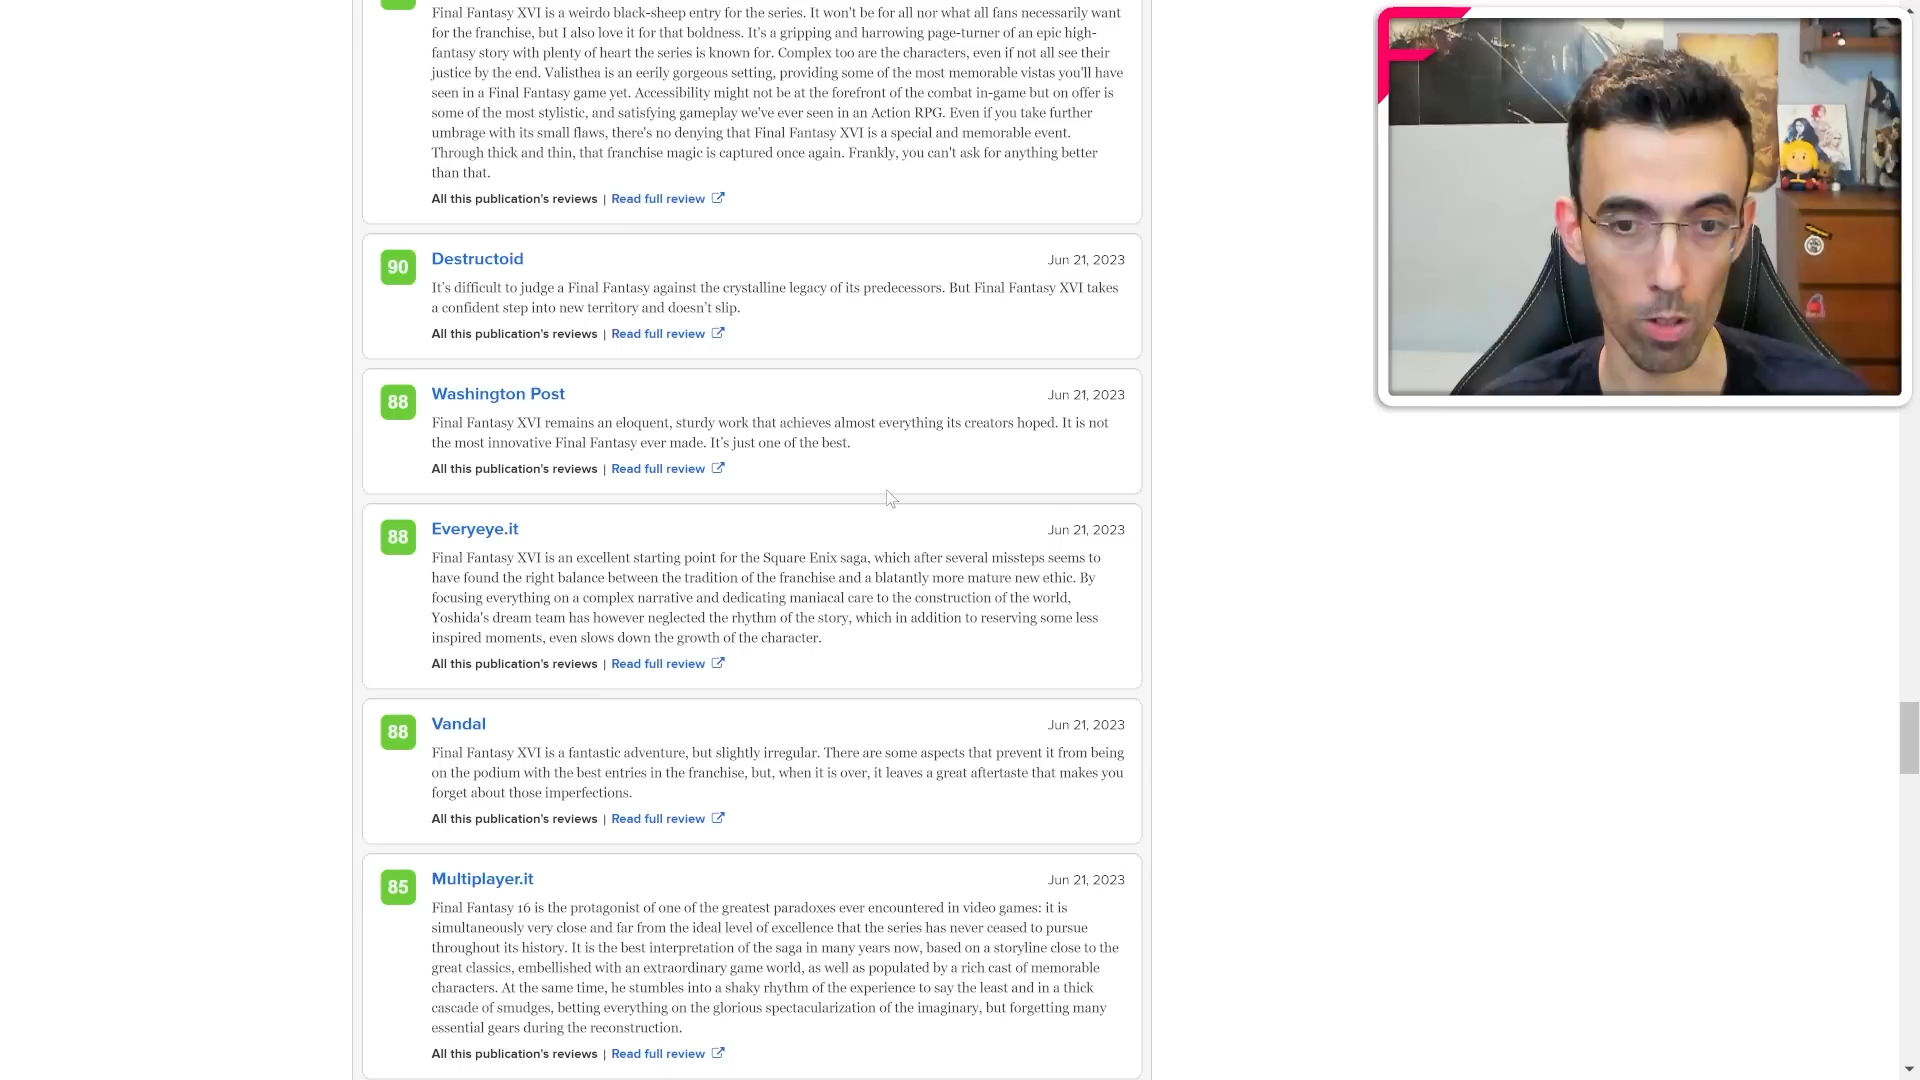 Final Fantasy XVI is a weirdo black-sheep entry for the series. It won't be for all nor what all fans necessarily want
for the franchise, but I also love it for that boldness. It's a gripping and harrowing page-turner of an epic high-
fantasy story with plenty of heart the series is known for. Complex too are the characters, even if not all see their
justice by the end. Valisthea is an eerily gorgeous setting, providing some of the most memorable vistas you'll have
seen in a Final Fantasy game yet. Accessibility might not be at the forefront of the combat in-game but on offer is
some of the most stylistic, and satisfying gameplay we've ever seen in an Action RPG. Even if you take further
umbrage with its small flaws, there's no denying that Final Fantasy XVI is a special and memorable event.
Through thick and thin, that franchise magic is captured once again. Frankly, you can't ask for anything better
than that.
All this publication's reviews | Read full review
90 Destructoid Jun 21, 2023
It's difficult to judge a Final Fantasy against the crystalline legacy of its predecessors. But Final Fantasy XVI takes
a confident step into new territory and doesn't slip.
All this publication's reviews | Read full review
88 Washington Post Jun 21, 2023
Final Fantasy XVI remains an eloquent, sturdy work that achieves almost everything its creators hoped. It is not
the most innovative Final Fantasy ever made. It's just one of the best.
All this publication's reviews | Read full review
88 Everyeye.it Jun 21, 2023
Final Fantasy XVI is an excellent starting point for the Square Enix saga, which after several missteps seems to
have found the right balance between the tradition of the franchise and a blatantly more mature new ethic. By
focusing everything on a complex narrative and dedicating maniacal care to the construction of the world,
Yoshida's dream team has however neglected the rhythm of the story, which in addition to reserving some less
inspired moments, even slows down the growth of the character.
All this publication's reviews | Read full review
88 Vandal Jun 21, 2023
Final Fantasy XVI is a fantastic adventure, but slightly irregular. There are some aspects that prevent it from being
on the podium with the best entries in the franchise, but, when it is over, it leaves a great aftertaste that makes you
forget about those imperfections.
All this publication's reviews | Read full review
85 Multiplayer.it Jun 21, 2023
Final Fantasy 16 is the protagonist of one of the greatest paradoxes ever encountered in video games: it is
simultaneously very close and far from the ideal level of excellence that the series has never ceased to pursue
throughout its history. It is the best interpretation of the saga in many years now, based on a storyline close to the
great classics, embellished with an extraordinary game world, as well as populated by a rich cast of memorable
characters. At the same time, he stumbles into a shaky rhythm of the experience to say the least and in a thick
cascade of smudges, betting everything on the glorious spectacularization of the imaginary, but forgetting many
essential gears during the reconstruction.
All this publication's reviews | Read full review